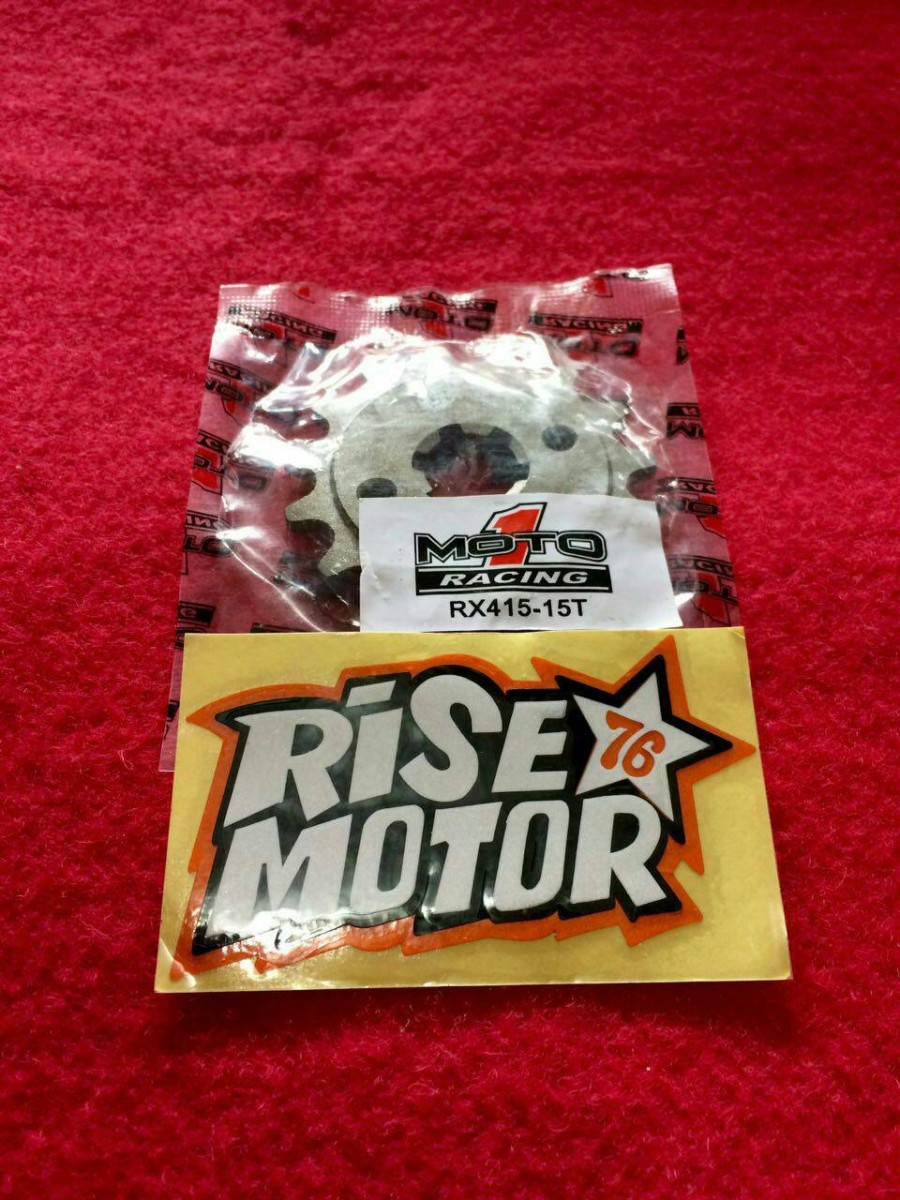 MOTO 1
RACING
RX415-15T
RiSE 76
MOTOR